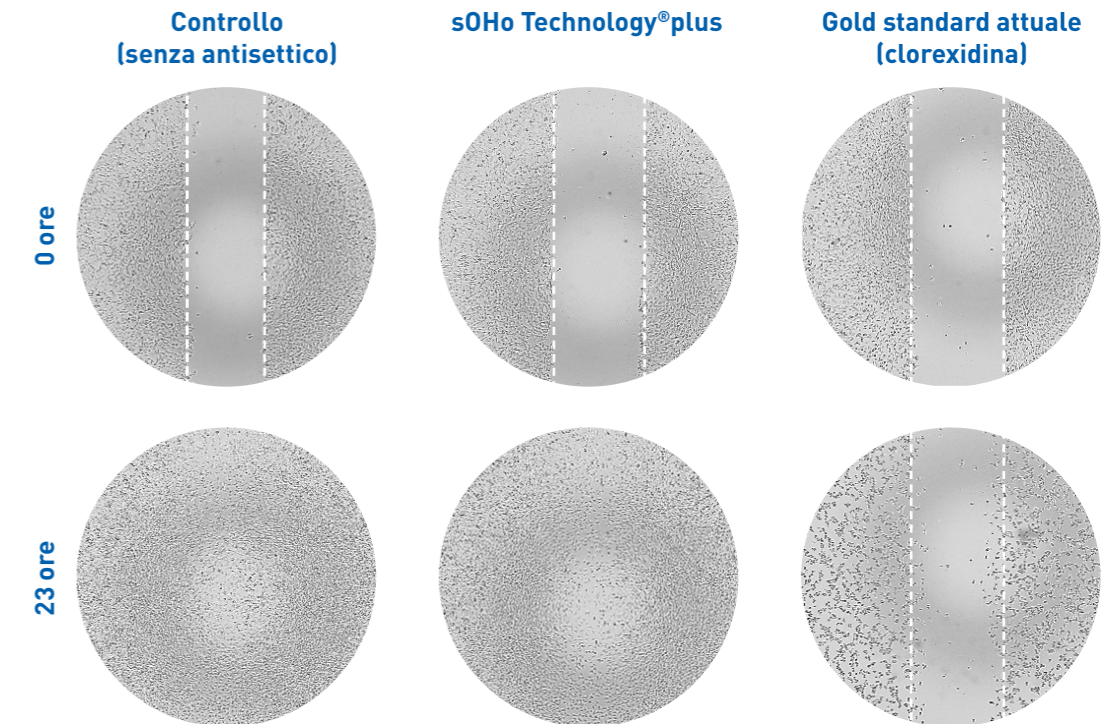 Controllo
(senza antisettico)
sOHo Technology®plus
Gold standard attuale
(clorexidina)
0 ore
23 ore